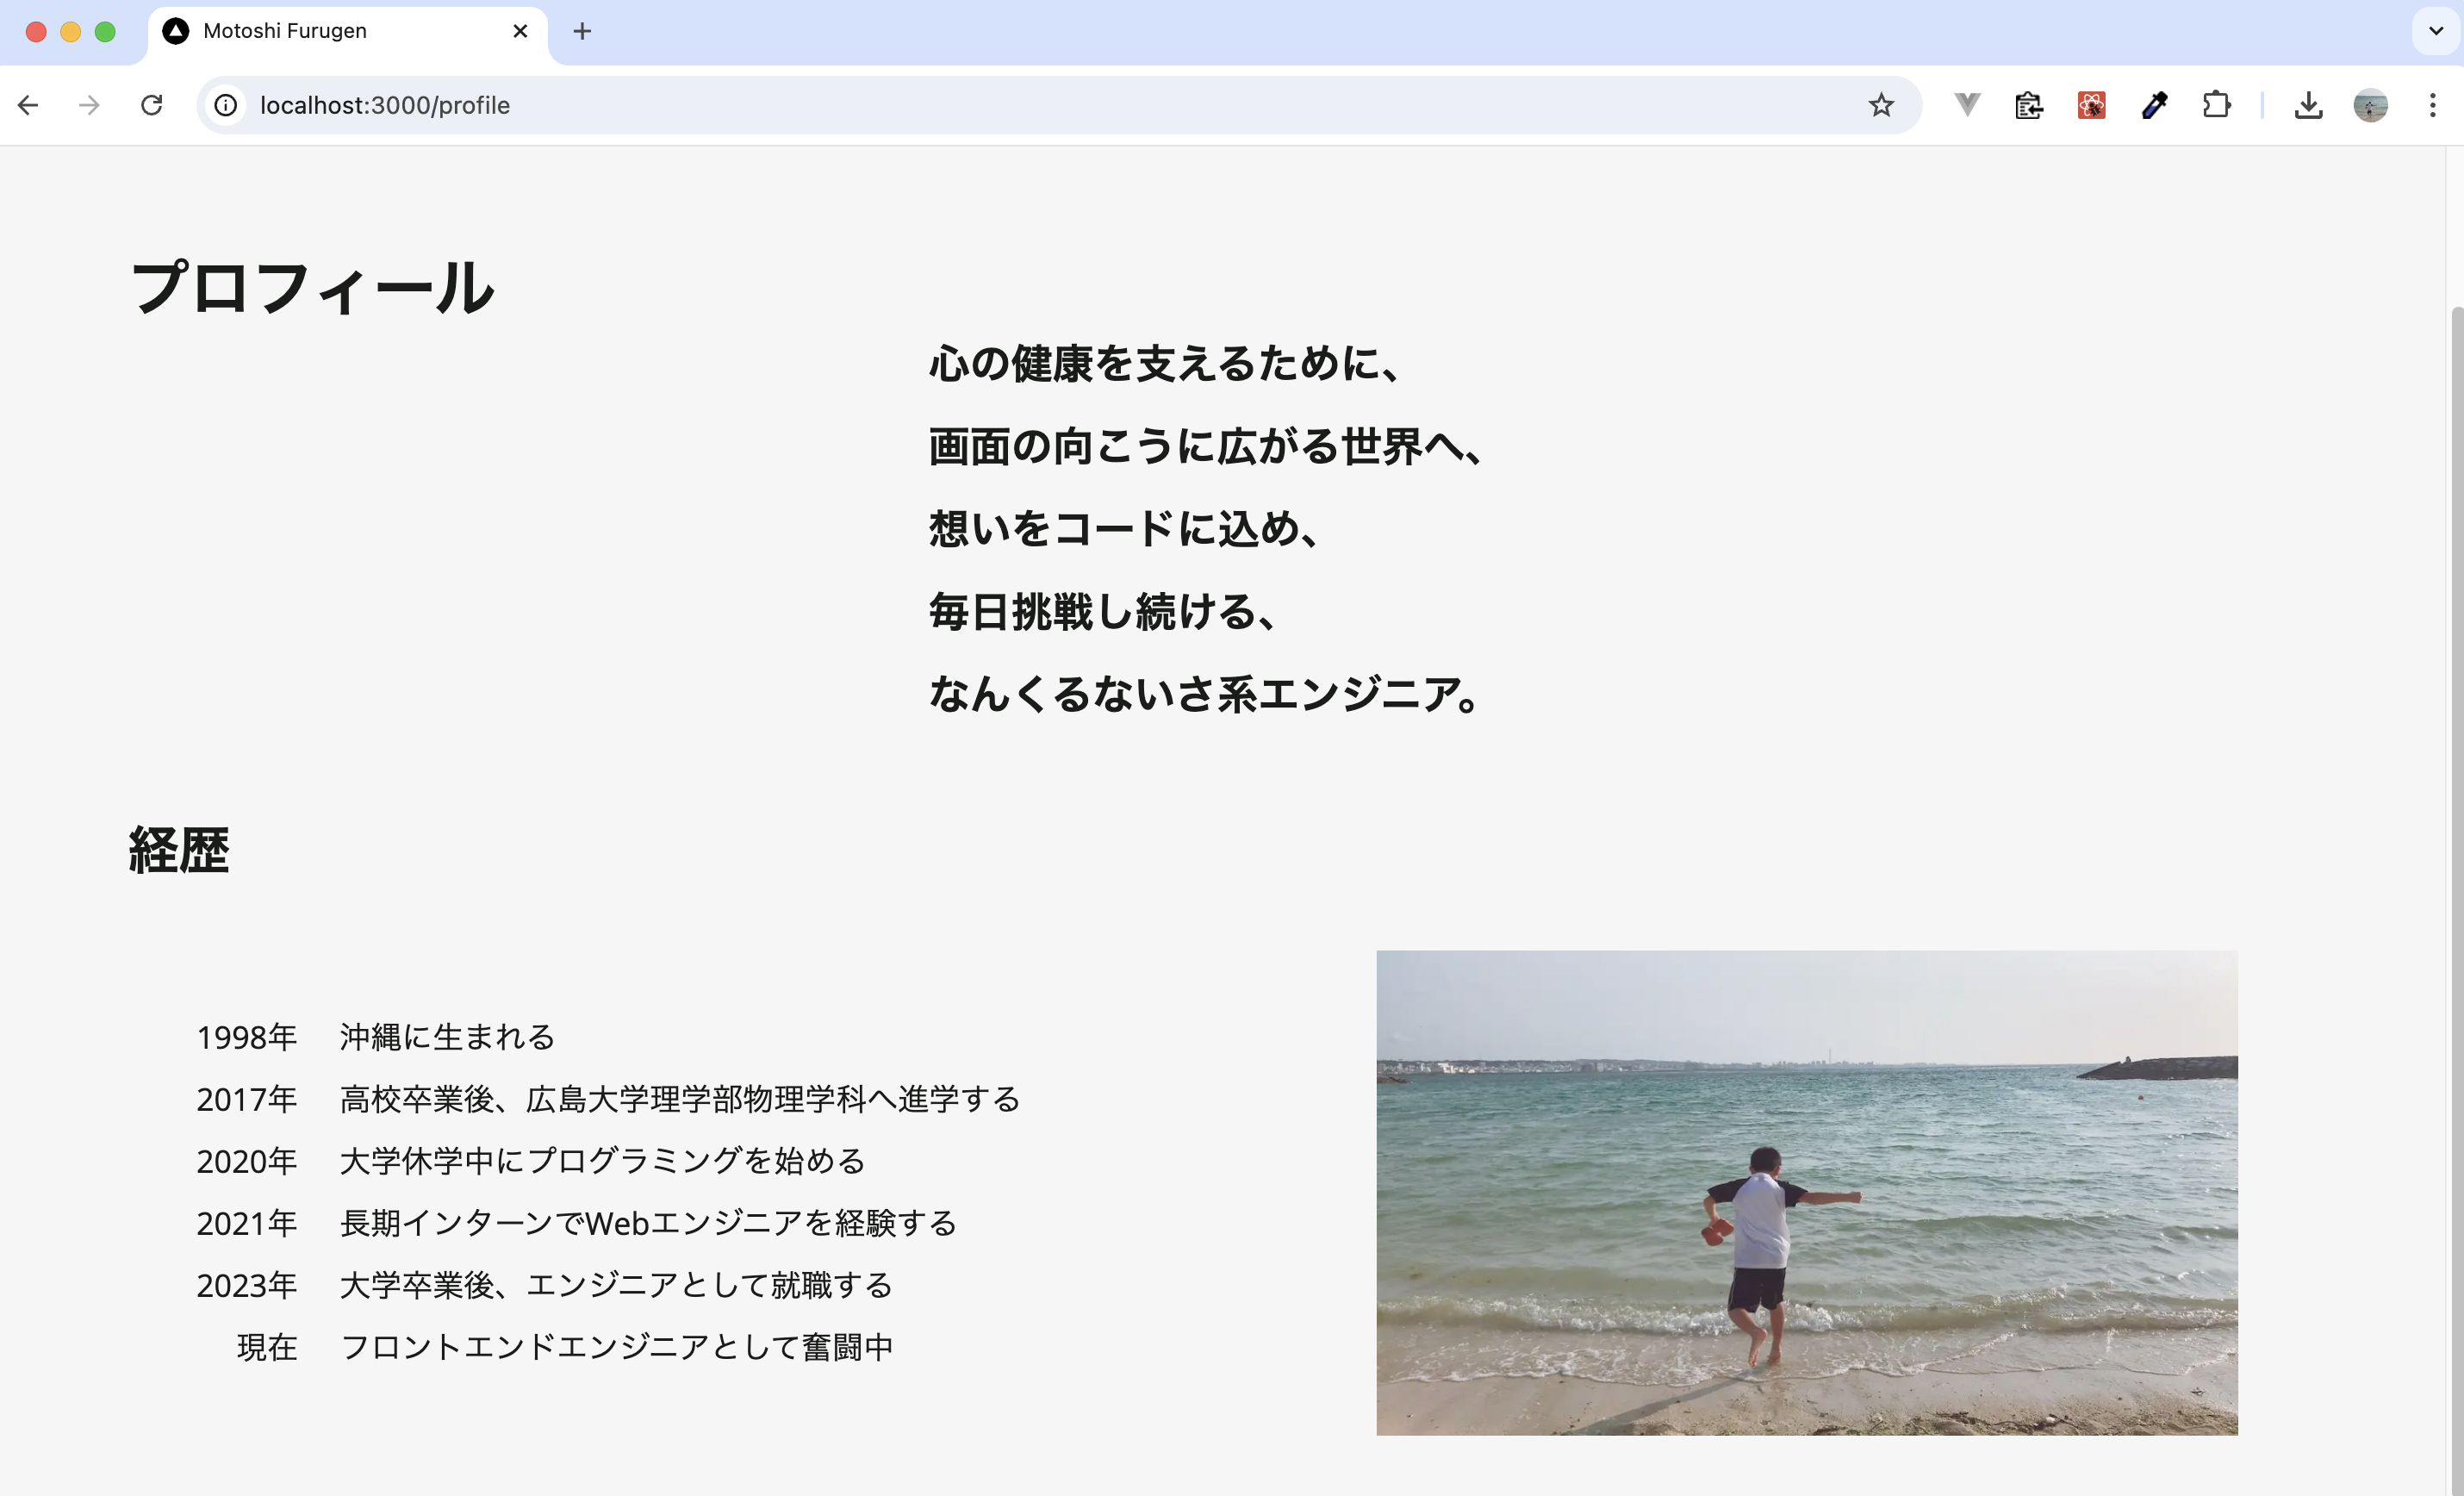 Motoshi Furugen
localhost:3000/profile
プロフィール
心の健康を支えるために、
画面の向こうに広がる世界へ、
想いをコードに込め、
毎日挑戦し続ける、
なんくるないさ系エンジニア。
経歴
1998年 沖縄に生まれる
2017年 高校卒業後、広島大学理学部物理学科へ進学する
2020年 大学休学中にプログラミングを始める
2021年 長期インターンでWebエンジニアを経験する
2023年 大学卒業後、エンジニアとして就職する
現在 フロントエンドエンジニアとして奮闘中